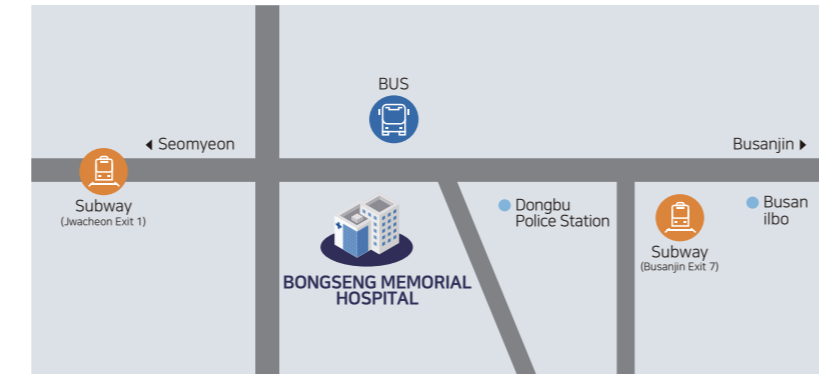 BUS
◀ Seomyeon
Busanjin ▶
Subway
(Jwacheon Exit 1)
BONGSENG MEMORIAL
HOSPITAL
Dongbu
Police Station
Subway
(Busanjin Exit 7)
Busan
ilbo